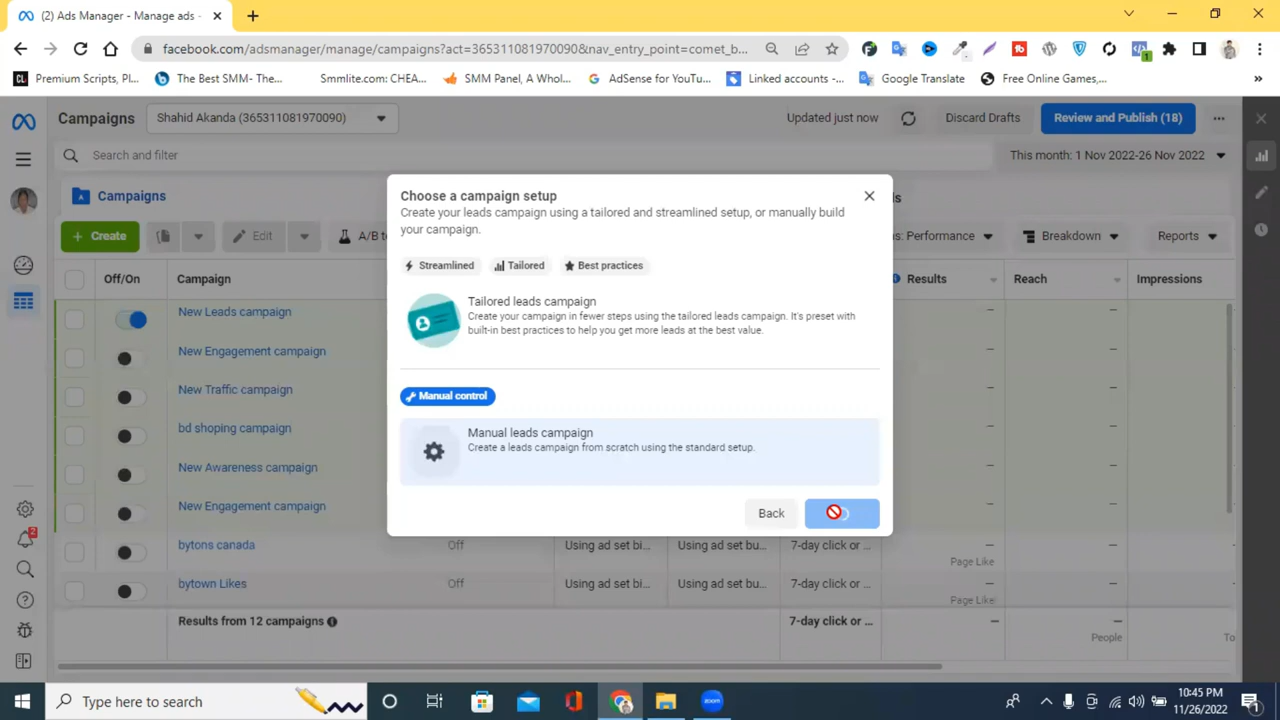 (2) Ads Manager - Manage ads -
facebook.com/adsmanager/manage/campaigns?act=365311081970090&nav_entry_point=comet_b...
1
CL Premium Scripts, Pl...
b The Best SMM- The...
Smmlite.com: CHEA...
SMM Panel, A Whol...
G AdSense for YouTu...
Linked accounts -...
Google Translate
Free Online Games,...
»
Campaigns
Shahid Akanda (365311081970090)
Updated just now
Discard Drafts
Review and Publish (18)
Search and filter
This month: 1 Nov 2022-26 Nov 2022
Campaigns
ds
+ Create
Edit
A/B te
s: Performance
Breakdown
Reports
Off/On
Campaign
Results
Reach
Impressions
New Leads campaign
—
—
—
New Engagement campaign
—
—
—
New Traffic campaign
—
—
—
bd shoping campaign
—
—
—
New Awareness campaign
—
—
—
New Engagement campaign
—
—
—
bytons canada
Off
Using ad set bi...
Using ad set bu...
7-day click or ...
—
—
—
Page Like
bytown Likes
Off
Using ad set bi...
Using ad set bu...
7-day click or ...
—
—
—
Page Like
Results from 12 campaigns
7-day click or ...
—
—
People
To
Choose a campaign setup
Create your leads campaign using a tailored and streamlined setup, or manually build
your campaign.
Streamlined
Tailored
Best practices
Tailored leads campaign
Create your campaign in fewer steps using the tailored leads campaign. It's preset with
built-in best practices to help you get more leads at the best value.
Manual control
Manual leads campaign
Create a leads campaign from scratch using the standard setup.
Back
2
Type here to search
zoom
10:45 PM
11/26/2022
1